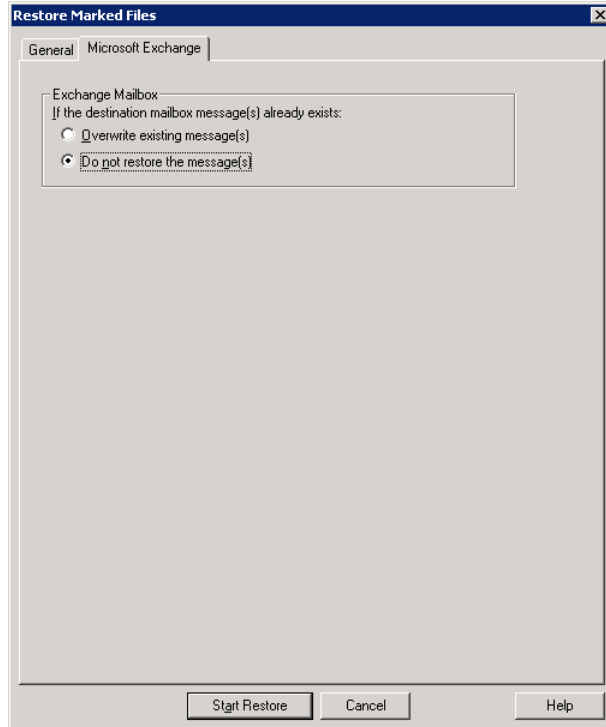 Restore Marked Files
General
Microsoft Exchange
Exchange Mailbox
If the destination mailbox message(s) already exists:
Overwrite existing message(s)
Do not restore the message(s)
Start Restore
Cancel
Help